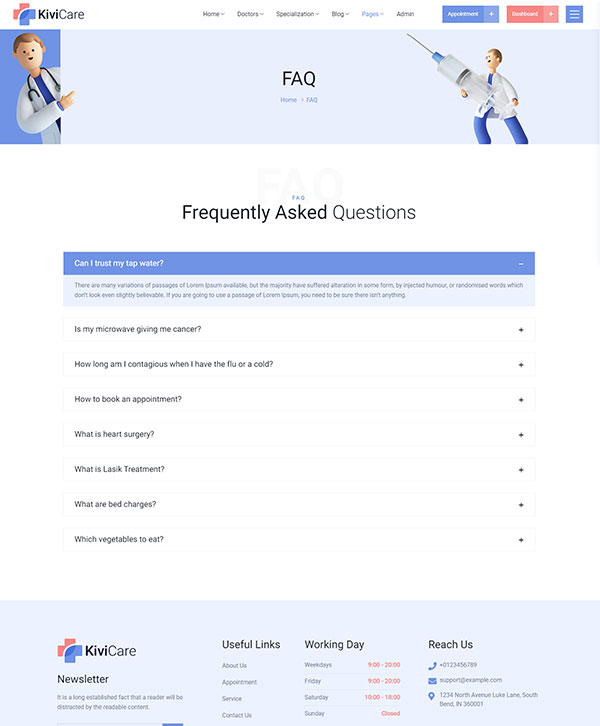 KiviCare
Home
Doctors
Specialization
Blog
Pages
Admin
Appointment +
Dashboard +
FAQ
Home > FAQ
FAQ
FAQ
Frequently Asked Questions
Can I trust my tap water? −
There are many variations of passages of Lorem Ipsum available, but the majority have suffered alteration in some form, by injected humour, or randomised words which
don't look even slightly believable. If you are going to use a passage of Lorem Ipsum, you need to be sure there isn't anything.
Is my microwave giving me cancer? +
How long am I contagious when I have the flu or a cold? +
How to book an appointment? +
What is heart surgery? +
What is Lasik Treatment? +
What are bed charges? +
Which vegetables to eat? +
KiviCare
Newsletter
It is a long established fact that a reader will be
distracted by the readable content.
Useful Links
About Us
Appointment
Service
Contact Us
Working Day
Weekdays 9:00 - 20:00
Friday 9:00 - 20:00
Saturday 10:00 - 18:00
Sunday Closed
Reach Us
+0123456789
support@example.com
1234 North Avenue Luke Lane, South
Bend, IN 360001